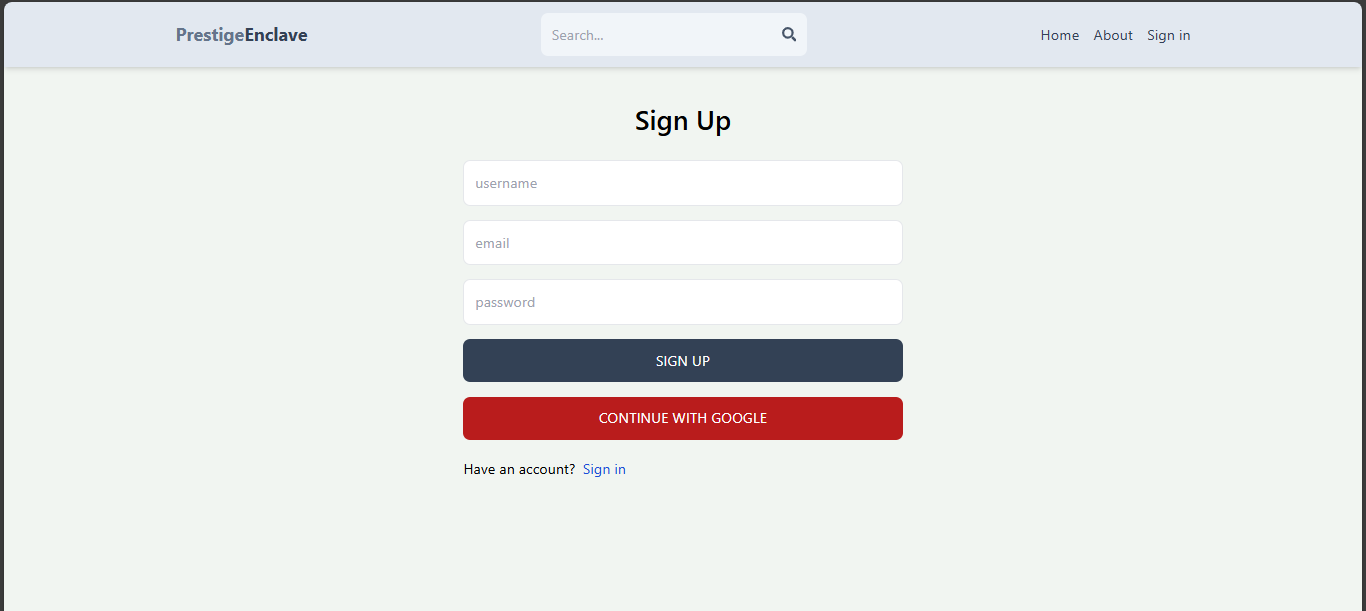 PrestigeEnclave
Search...
Home About Sign in
Sign Up
username
email
password
SIGN UP
CONTINUE WITH GOOGLE
Have an account? Sign in